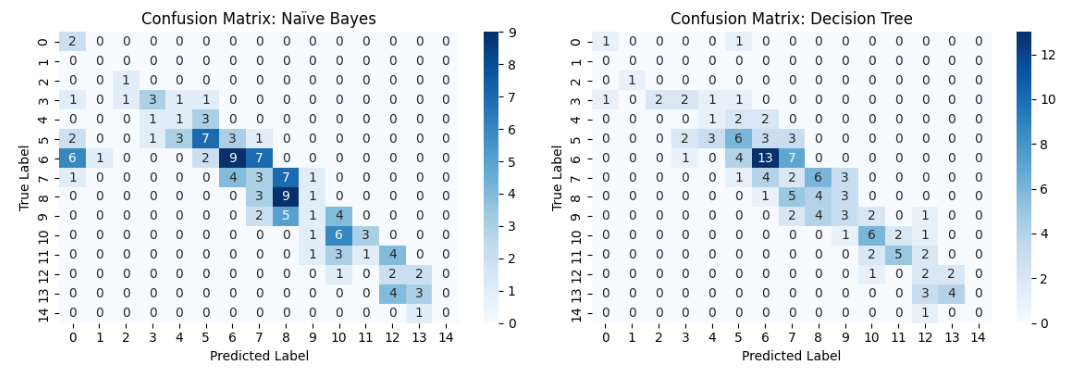 Confusion Matrix: Naïve Bayes
True Label
0 2 0 0 0 0 0 0 0 0 0 0 0 0 0 0
1 0 0 0 0 0 0 0 0 0 0 0 0 0 0 0
2 0 0 1 0 0 0 0 0 0 0 0 0 0 0 0
3 1 0 1 3 1 1 0 0 0 0 0 0 0 0 0
4 0 0 0 1 1 3 0 0 0 0 0 0 0 0 0
5 2 0 0 1 3 7 3 1 0 0 0 0 0 0 0
6 6 1 0 0 0 2 9 7 0 0 0 0 0 0 0
7 1 0 0 0 0 0 4 3 7 1 0 0 0 0 0
8 0 0 0 0 0 0 0 3 9 1 0 0 0 0 0
9 0 0 0 0 0 0 0 2 5 1 4 0 0 0 0
10 0 0 0 0 0 0 0 0 0 1 6 3 0 0 0
11 0 0 0 0 0 0 0 0 0 1 3 1 4 0 0
12 0 0 0 0 0 0 0 0 0 0 1 0 2 2 0
13 0 0 0 0 0 0 0 0 0 0 0 0 4 3 0
14 0 0 0 0 0 0 0 0 0 0 0 0 0 1 0
0 1 2 3 4 5 6 7 8 9 10 11 12 13 14
Predicted Label
9
8
7
6
5
4
3
2
1
0
Confusion Matrix: Decision Tree
True Label
0 1 0 0 0 0 1 0 0 0 0 0 0 0 0 0
1 0 0 0 0 0 0 0 0 0 0 0 0 0 0 0
2 0 1 0 0 0 0 0 0 0 0 0 0 0 0 0
3 1 0 2 2 1 1 0 0 0 0 0 0 0 0 0
4 0 0 0 0 1 2 2 0 0 0 0 0 0 0 0
5 0 0 0 2 3 6 3 3 0 0 0 0 0 0 0
6 0 0 0 1 0 4 13 7 0 0 0 0 0 0 0
7 0 0 0 0 0 1 4 2 6 3 0 0 0 0 0
8 0 0 0 0 0 0 1 5 4 3 0 0 0 0 0
9 0 0 0 0 0 0 0 2 4 3 2 0 1 0 0
10 0 0 0 0 0 0 0 0 0 1 6 2 1 0 0
11 0 0 0 0 0 0 0 0 0 0 2 5 2 0 0
12 0 0 0 0 0 0 0 0 0 0 1 0 2 2 0
13 0 0 0 0 0 0 0 0 0 0 0 0 3 4 0
14 0 0 0 0 0 0 0 0 0 0 0 0 1 0 0
0 1 2 3 4 5 6 7 8 9 10 11 12 13 14
Predicted Label
12
10
8
6
4
2
0